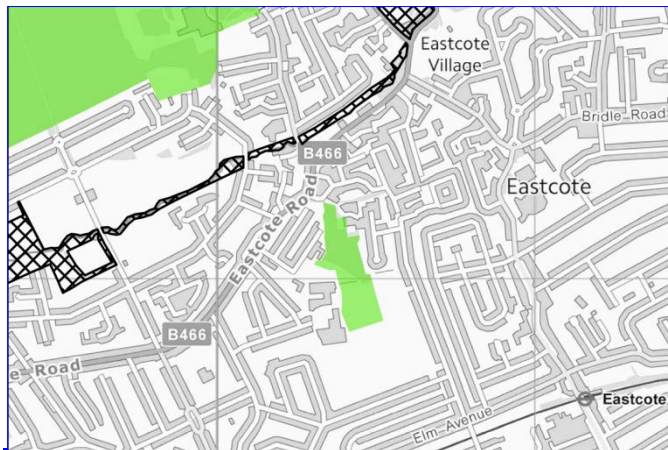 Eastcote
Village
Bridle Road
B466
Eastcote
Eastcote Road
B466
e Road
Eastcote
Elm Avenue